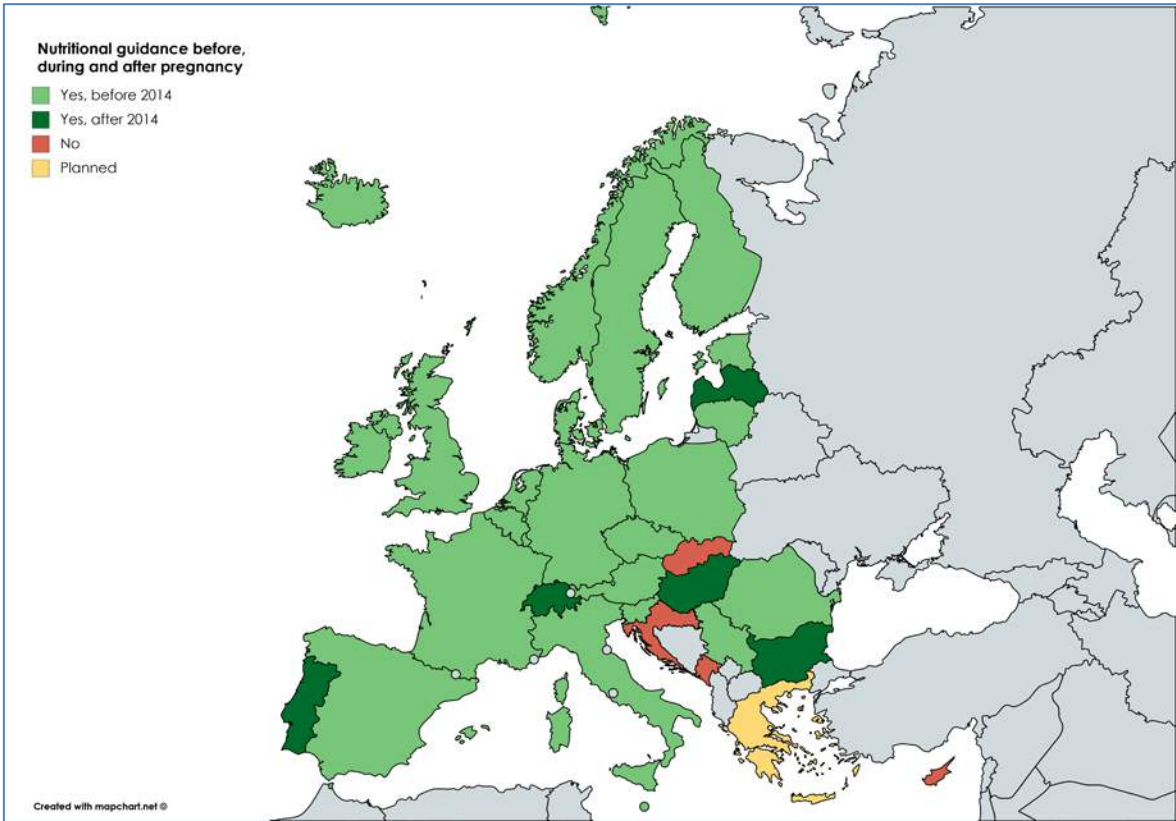 Nutritional guidance before,
during and after pregnancy
Yes, before 2014
Yes, after 2014
No
Planned
Created with mapchart.net ©